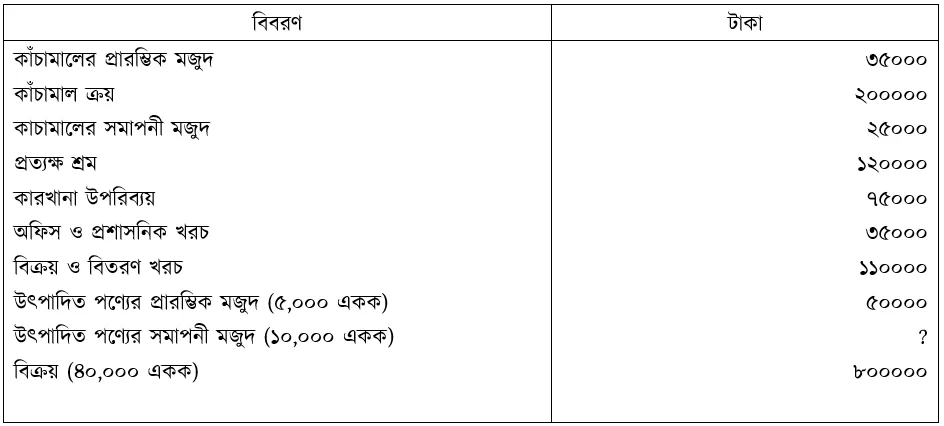 বিবরণ টাকা
কাঁচামালের প্রারম্ভিক মজুদ ৩৫০০০
কাঁচামাল ক্রয় ২০০০০০
কাচামালের সমাপনী মজুদ ২৫০০০
প্রত্যক্ষ শ্রম ১২০০০০
কারখানা উপরিব্যয় ৭৫০০০
অফিস ও প্রশাসনিক খরচ ৩৫০০০
বিক্রয় ও বিতরণ খরচ ১১০০০০
উৎপাদিত পণ্যের প্রারম্ভিক মজুদ (৫,০০০ একক) ৫০০০০
উৎপাদিত পণ্যের সমাপনী মজুদ (১০,০০০ একক) ?
বিক্রয় (৪০,০০০ একক) ৮০০০০০